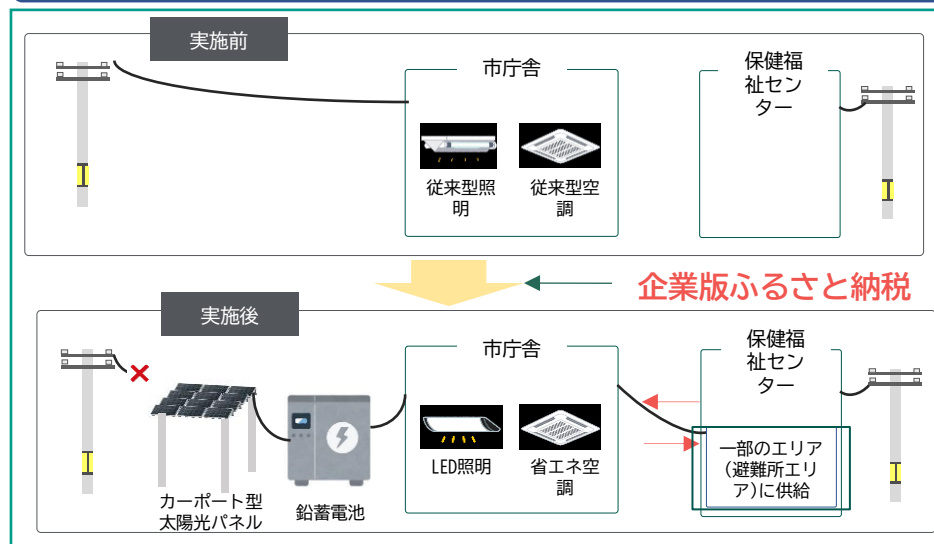 実施前
市庁舎
保健福
祉セン
ター
従来型照
明
従来型空
調
企業版ふるさと納税
実施後
市庁舎
保健福
祉セン
ター
LED照明
省エネ空
調
一部のエリア
(避難所エリ
ア)に供給
カーポート型
太陽光パネル
鉛蓄電池